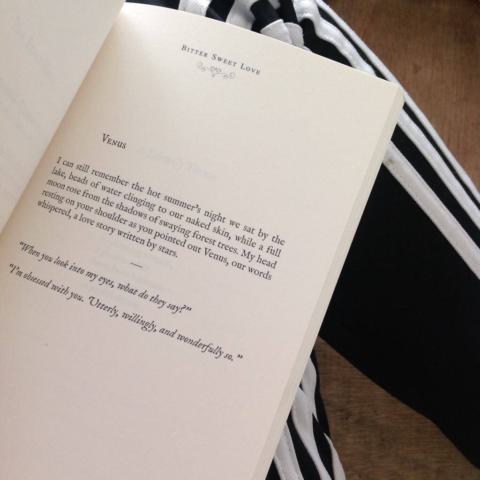 BITTER SWEET LOVE
VENUS
I can still remember the hot summer's night we sat by the
lake, beads of water clinging to our naked skin, while a full
moon rose from the shadows of swaying forest trees. My head
resting on your shoulder as you pointed out Venus, our words
whispered, a love story written by stars.
—
"When you look into my eyes, what do they say?"
"I'm obsessed with you. Utterly, willingly, and wonderfully so."